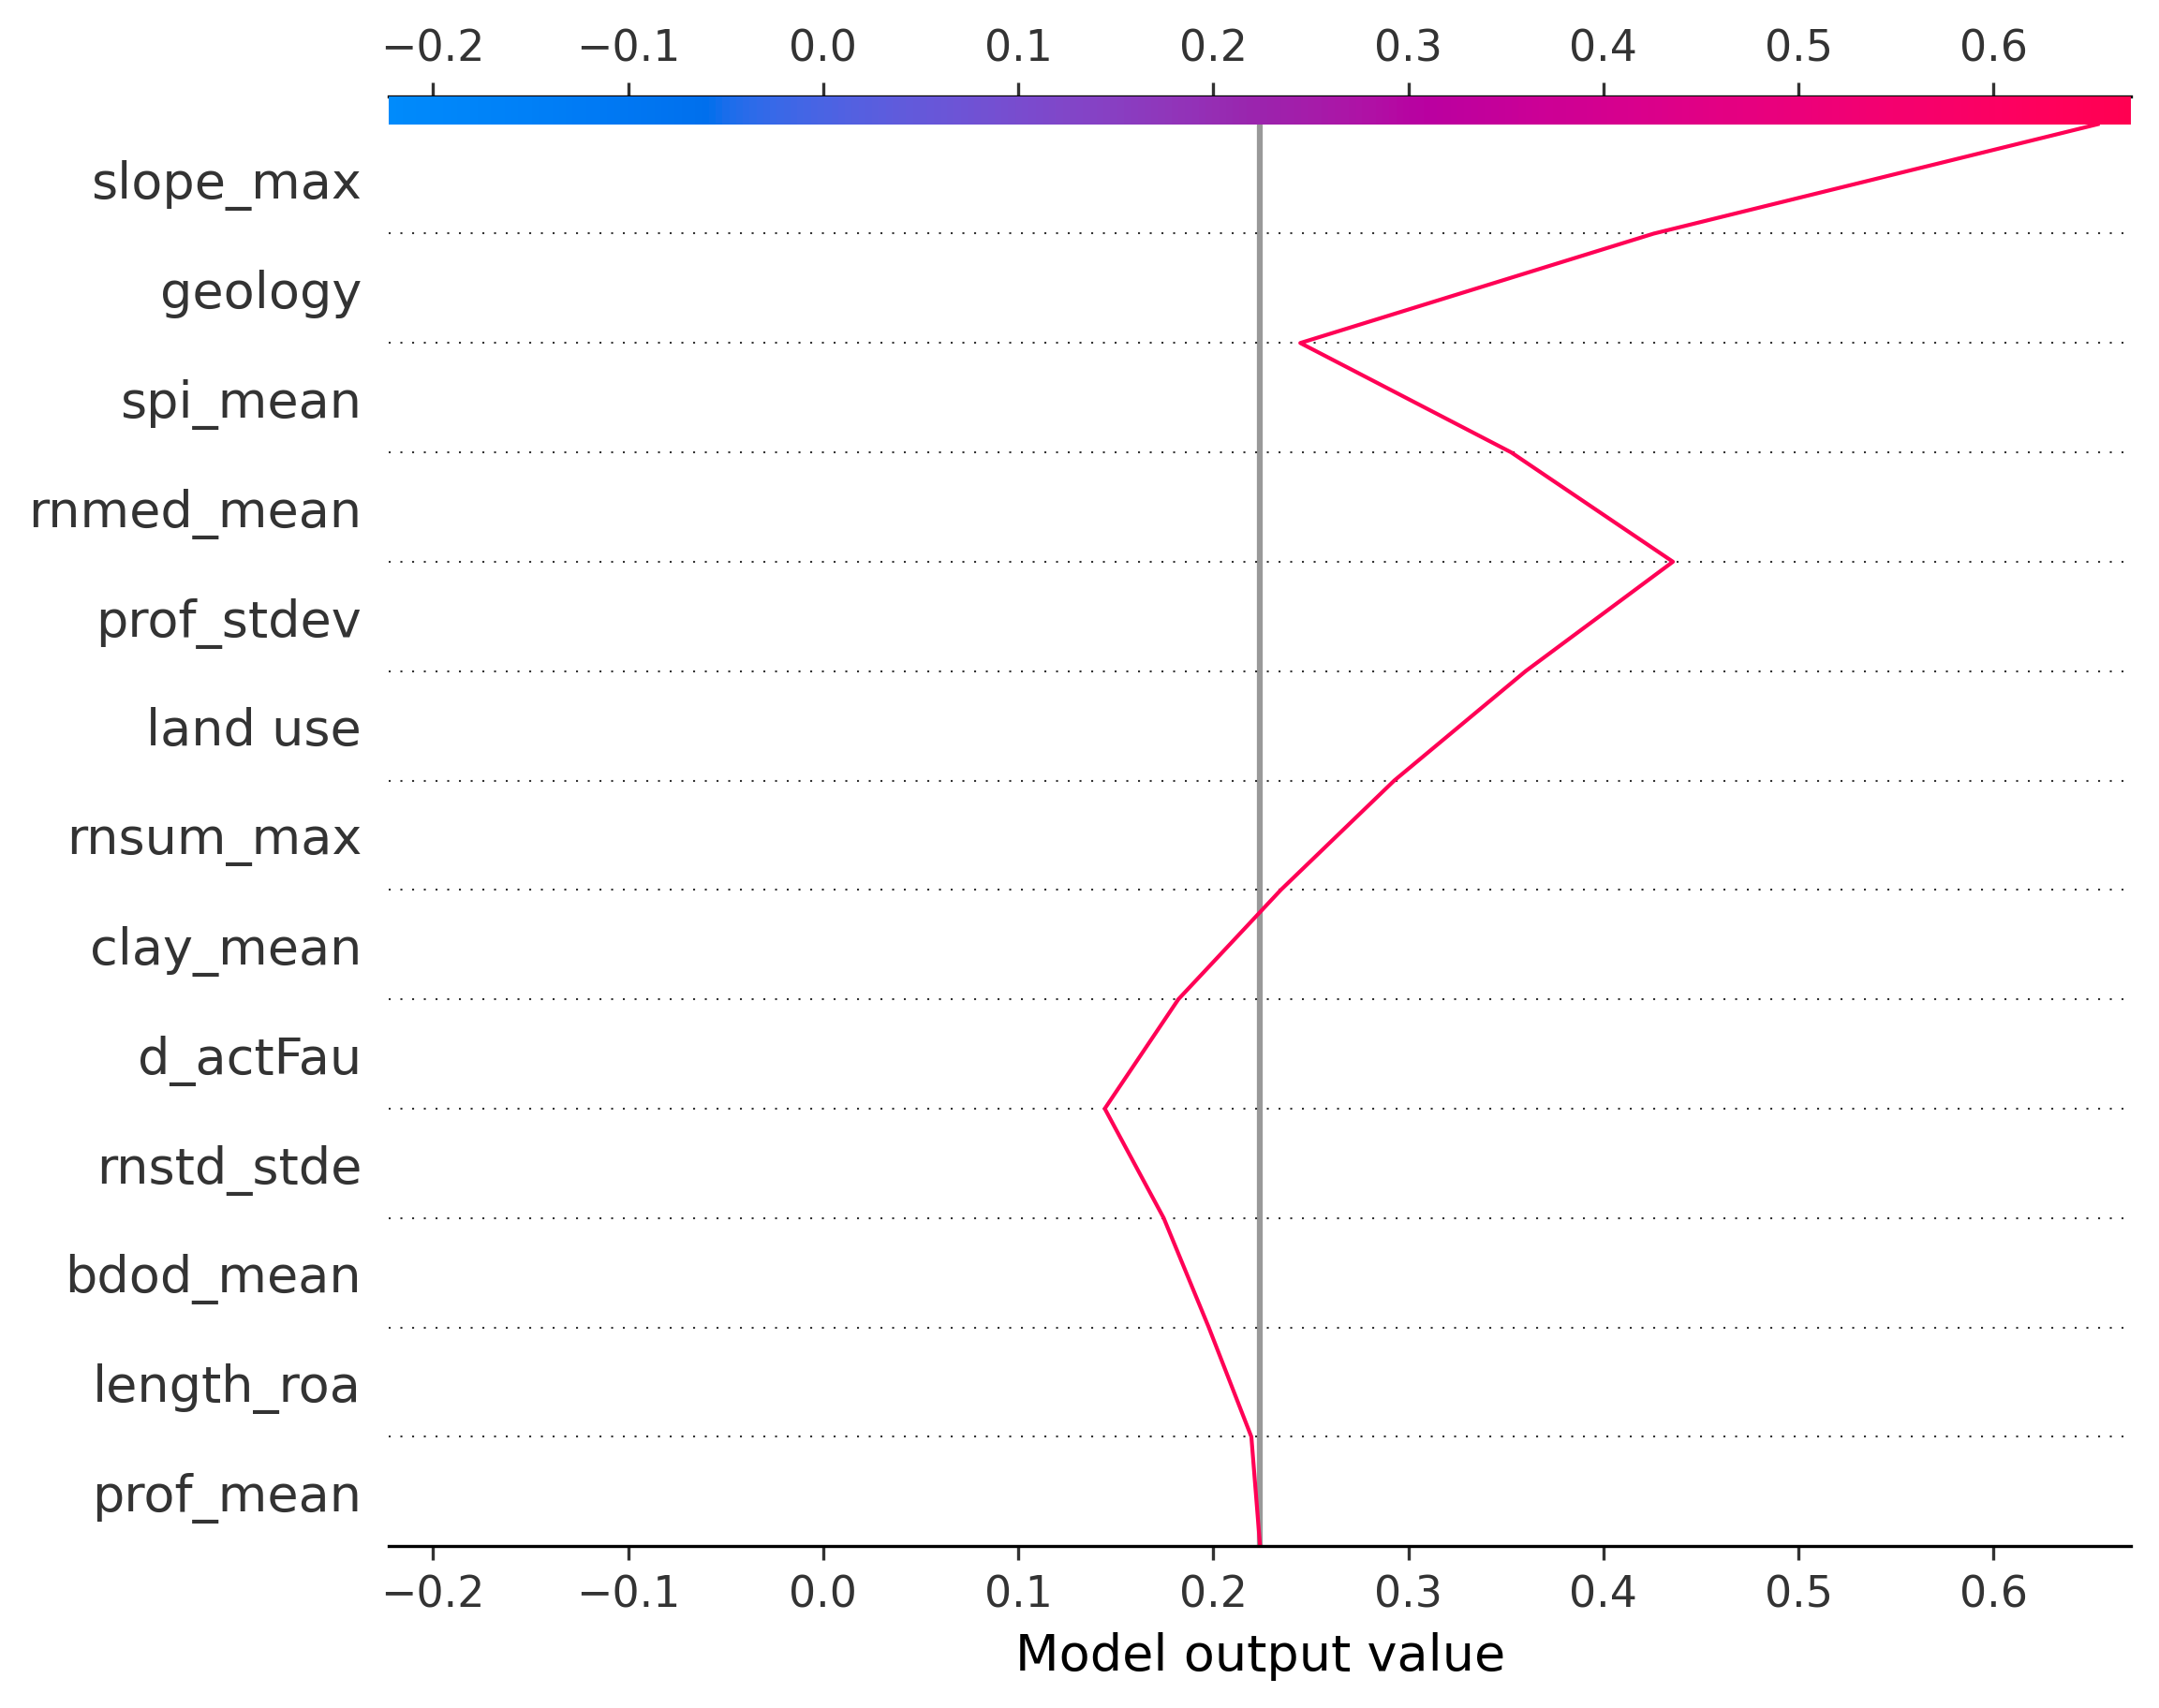 −0.2 −0.1 0.0 0.1 0.2 0.3 0.4 0.5 0.6
slope_max
geology
spi_mean
rnmed_mean
prof_stdev
land use
rnsum_max
clay_mean
d_actFau
rnstd_stde
bdod_mean
length_roa
prof_mean
−0.2 −0.1 0.0 0.1 0.2 0.3 0.4 0.5 0.6
Model output value